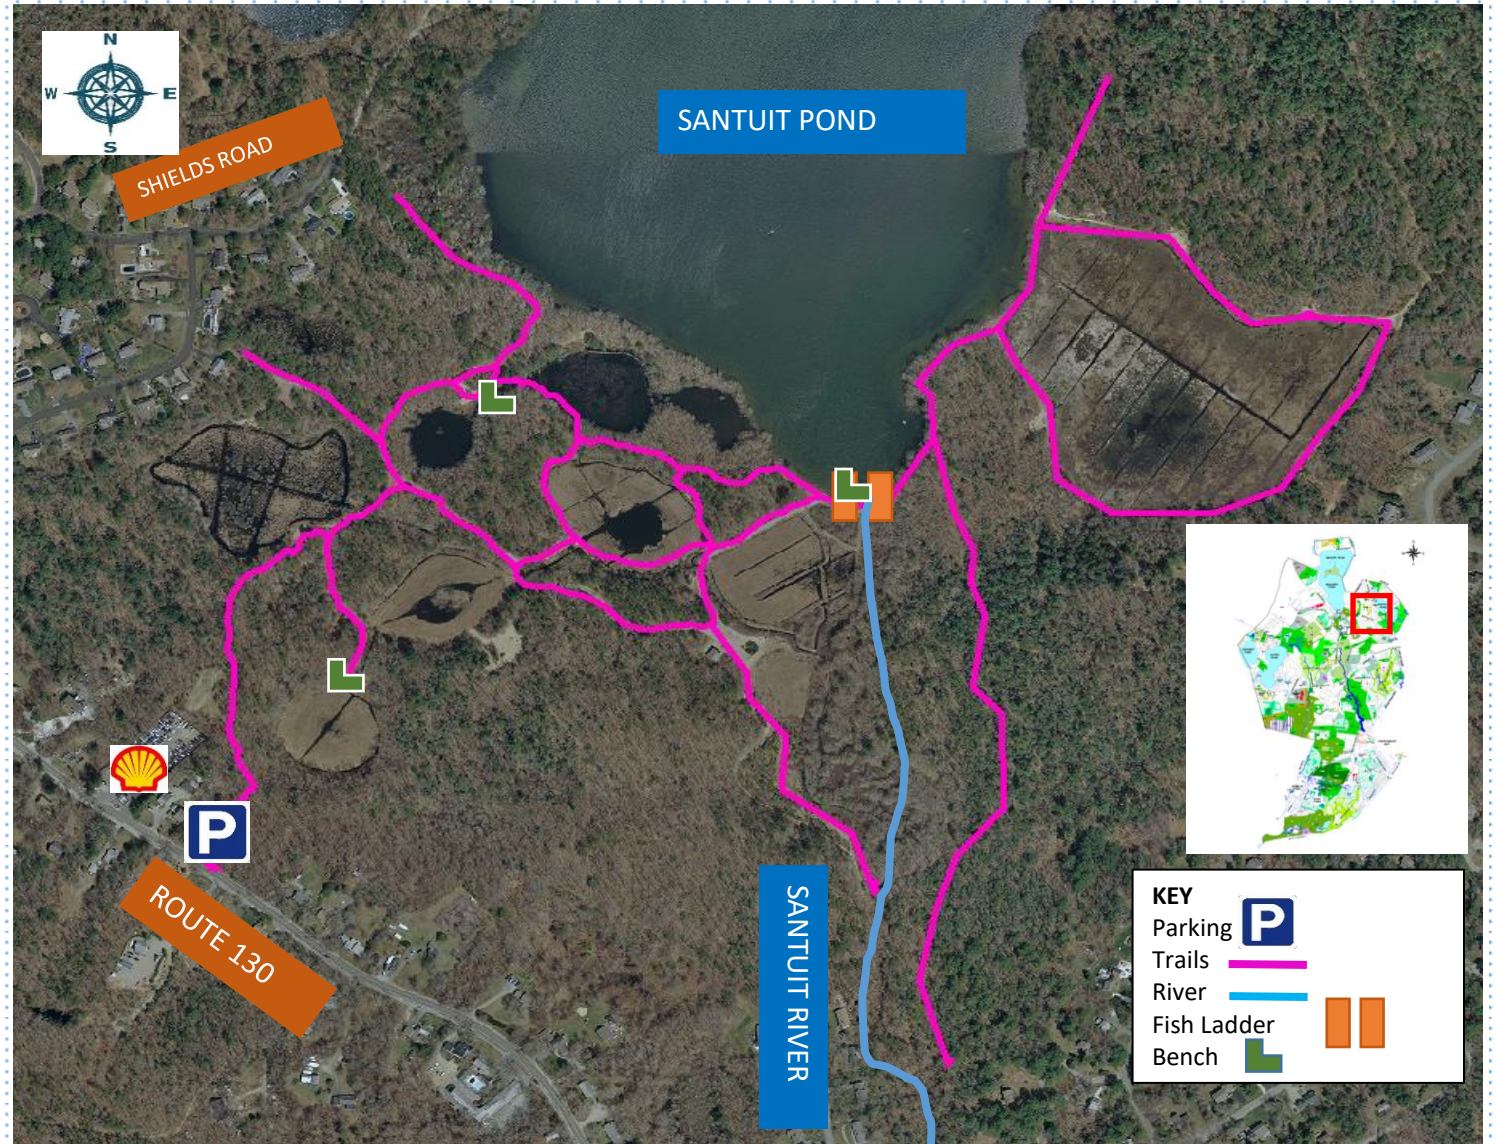 N
W E
S
SHIELDS ROAD
SANTUIT POND
P
ROUTE 130
SANTUIT RIVER
KEY
Parking P
Trails
River
Fish Ladder
Bench